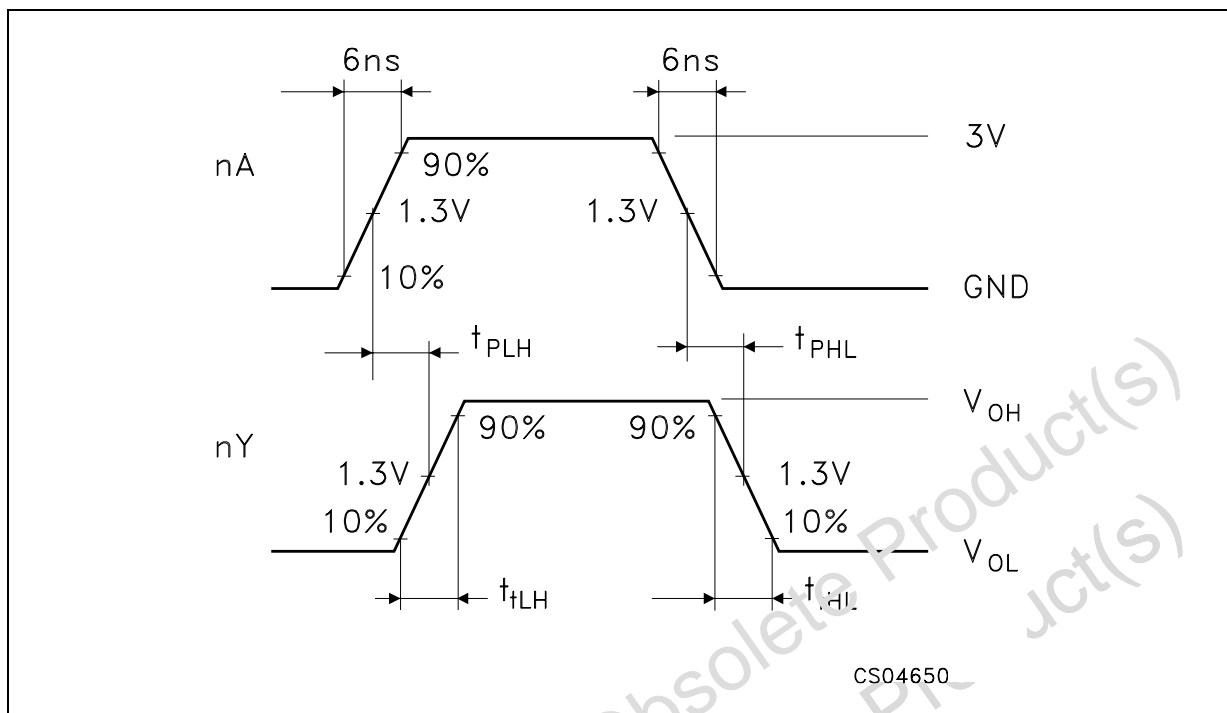 6ns 6ns
3V
nA
90%
1.3V 1.3V
10%
GND
tPLH tPHL
VOH
nY
90% 90%
1.3V 1.3V
10% 10%
VOL
ttLH
CS04650
Obsolete Product(s)